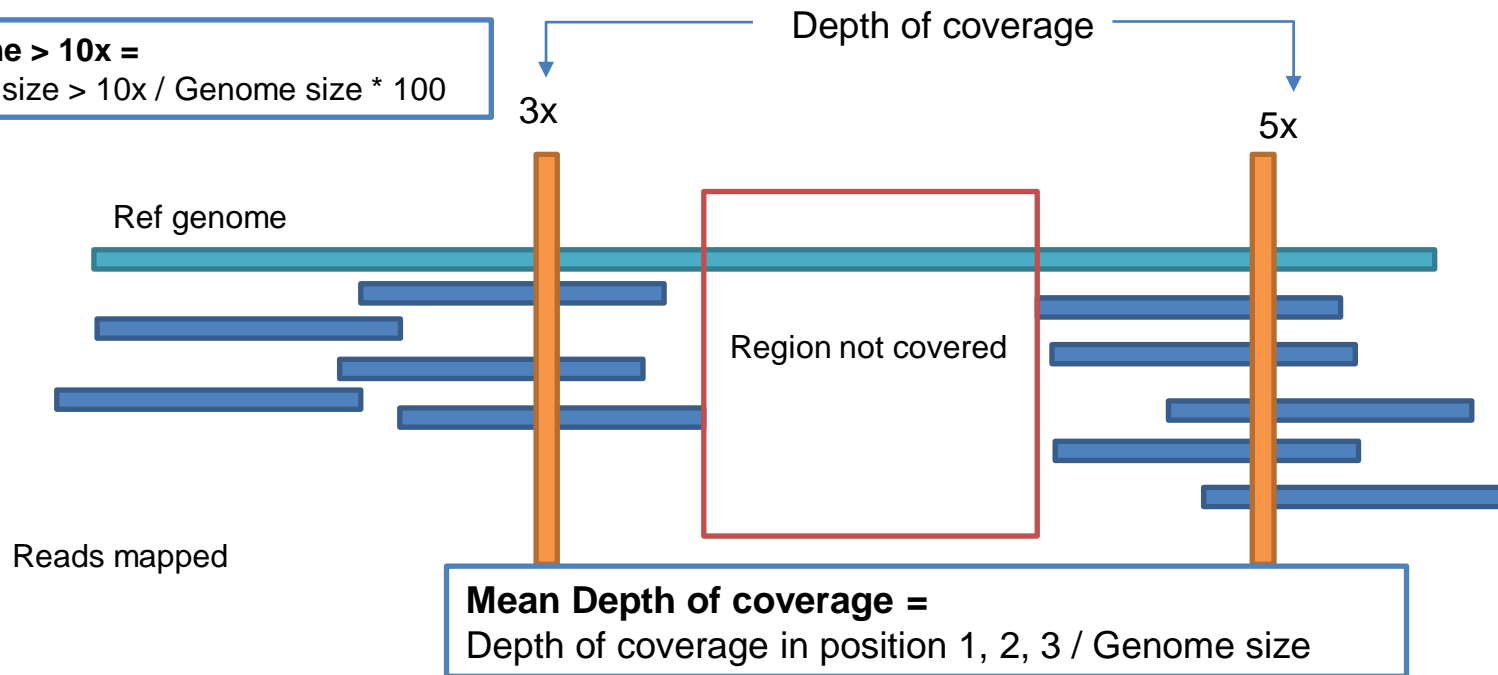 Depth of coverage
> 10x =
size > 10x / Genome size * 100
3x
5x
Ref genome
Region not covered
Reads mapped
Mean Depth of coverage =
Depth of coverage in position 1, 2, 3 / Genome size